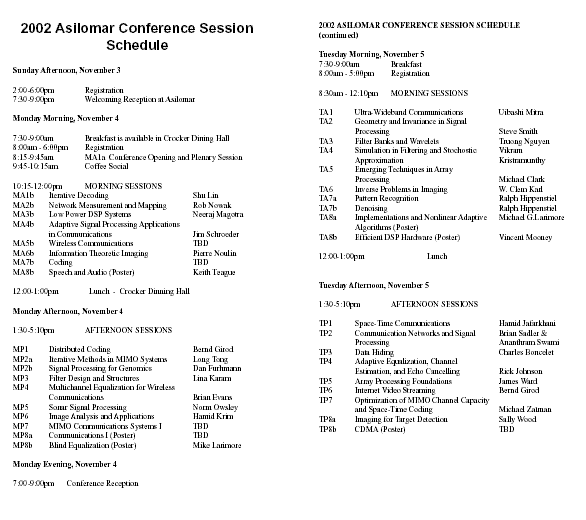 2002 Asilomar Conference Session
Schedule
Sunday Afternoon, November 3
2:00-6:00pm Registration
7:30-9:00pm Welcoming Reception at Asilomar
Monday Morning, November 4
7:30-9:00am Breakfast is available in Crocker Dining Hall
8:00am - 6:00pm Registration
8:15-9:45am MA1a Conference Opening and Plenary Session
9:45-10:15am Coffee Social
10:15-12:00pm MORNING SESSIONS
MA1b Iterative Decoding Shu Lin
MA2b Network Measurement and Mapping Rob Nowak
MA3b Low Power DSP Systems Neeraj Magotra
MA4b Adaptive Signal Processing Applications
in Communications Jim Schroeder
MA5b Wireless Communications TBD
MA6b Information Theoretic Imaging Pierre Moulin
MA7b Coding TBD
MA8b Speech and Audio (Poster) Keith Teague
12:00-1:00pm Lunch - Crocker Dinning Hall
Monday Afternoon, November 4
1:30-5:10pm AFTERNOON SESSIONS
MP1 Distributed Coding Bernd Girod
MP2a Iterative Methods in MIMO Systems Long Tong
MP2b Signal Processing for Genomics Dan Fuhrmann
MP3 Filter Design and Structures Lina Karam
MP4 Multichannel Equalization for Wireless
Communications Brian Evans
MP5 Sonar Signal Processing Norm Owsley
MP6 Image Analysis and Applications Hamid Krim
MP7 MIMO Communications Systems I TBD
MP8a Communications I (Poster) TBD
MP8b Blind Equalization (Poster) Mike Larimore
Monday Evening, November 4
7:00-9:00pm Conference Reception
2002 ASILOMAR CONFERENCE SESSION SCHEDULE
(continued)
Tuesday Morning, November 5
7:30-9:00am Breakfast
8:00am - 5:00pm Registration
8:30am - 12:10pm MORNING SESSIONS
TA1 Ultra-Wideband Communications Urbashi Mitra
TA2 Geometry and Invariance in Signal
Processing Steve Smith
TA3 Filter Banks and Wavelets Truong Nguyen
TA4 Simulation in Filtering and Stochastic Vikram
Approximation Kristramurthy
TA5 Emerging Techniques in Array
Processing Michael Clark
TA6 Inverse Problems in Imaging W. Clem Karl
TA7a Pattern Recognition Ralph Hippenstiel
TA7b Denoising Ralph Hippenstiel
TA8a Implementations and Nonlinear Adaptive Michael G.Larimore
Algorithms (Poster)
TA8b Efficient DSP Hardware (Poster) Vincent Mooney
12:00-1:00pm Lunch
Tuesday Afternoon, November 5
1:30-5:10pm AFTERNOON SESSIONS
TP1 Space-Time Communications Hamid Jafarkhani
TP2 Communication Networks and Signal Brian Sadler &
Processing Ananthram Swami
TP3 Data Hiding Charles Boncelet
TP4 Adaptive Equalization, Channel
Estimation, and Echo Cancelling Rick Johnson
TP5 Array Processing Foundations James Ward
TP6 Internet Video Streaming Bernd Girod
TP7 Optimization of MIMO Channel Capacity
and Space-Time Coding Michael Zatman
TP8a Imaging for Target Detection Sally Wood
TP8b CDMA (Poster) TBD